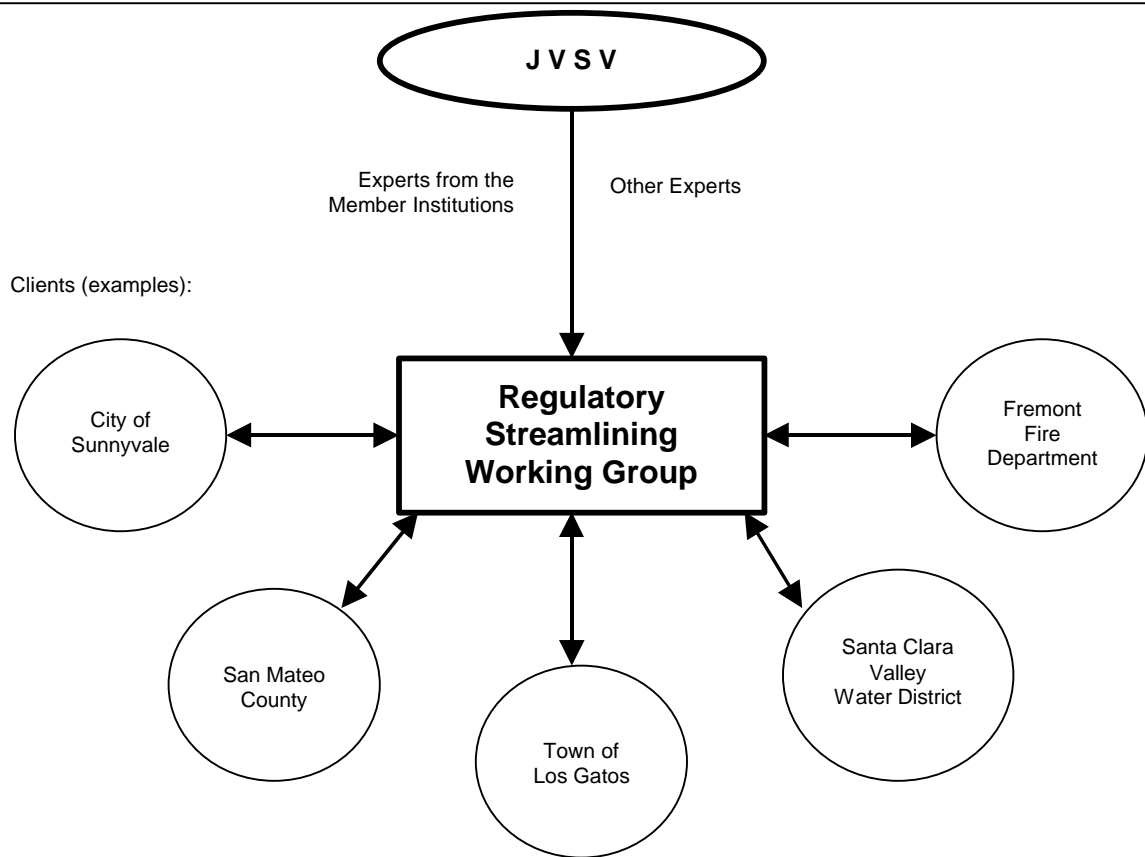 J V S V
Experts from the
Member Institutions
Other Experts
Clients (examples):
City of
Sunnyvale
Regulatory
Streamlining
Working Group
Fremont
Fire
Department
San Mateo
County
Town of
Los Gatos
Santa Clara
Valley
Water District